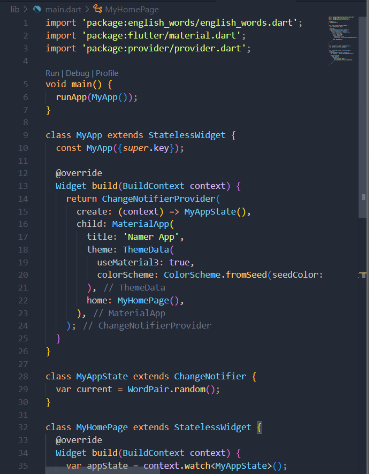 lib > main.dart > MyHomePage
1 import 'package:english_words/english_words.dart';
2 import 'package:flutter/material.dart';
3 import 'package:provider/provider.dart';
4
Run | Debug | Profile
5 void main() {
6   runApp(MyApp());
7 }
8
9 class MyApp extends StatelessWidget {
10   const MyApp({super.key});
11
12   @override
13   Widget build(BuildContext context) {
14     return ChangeNotifierProvider(
15       create: (context) => MyAppState(),
16       child: MaterialApp(
17         title: 'Namer App',
18         theme: ThemeData(
19           useMaterial3: true,
20           colorScheme: ColorScheme.fromSeed(seedColor:
21         ), // ThemeData
22         home: MyHomePage(),
23       ), // MaterialApp
24     ); // ChangeNotifierProvider
25   }
26 }
27
28 class MyAppState extends ChangeNotifier {
29   var current = WordPair.random();
30 }
31
32 class MyHomePage extends StatelessWidget {
33   @override
34   Widget build(BuildContext context) {
35     var appState = context.watch<MyAppState>();